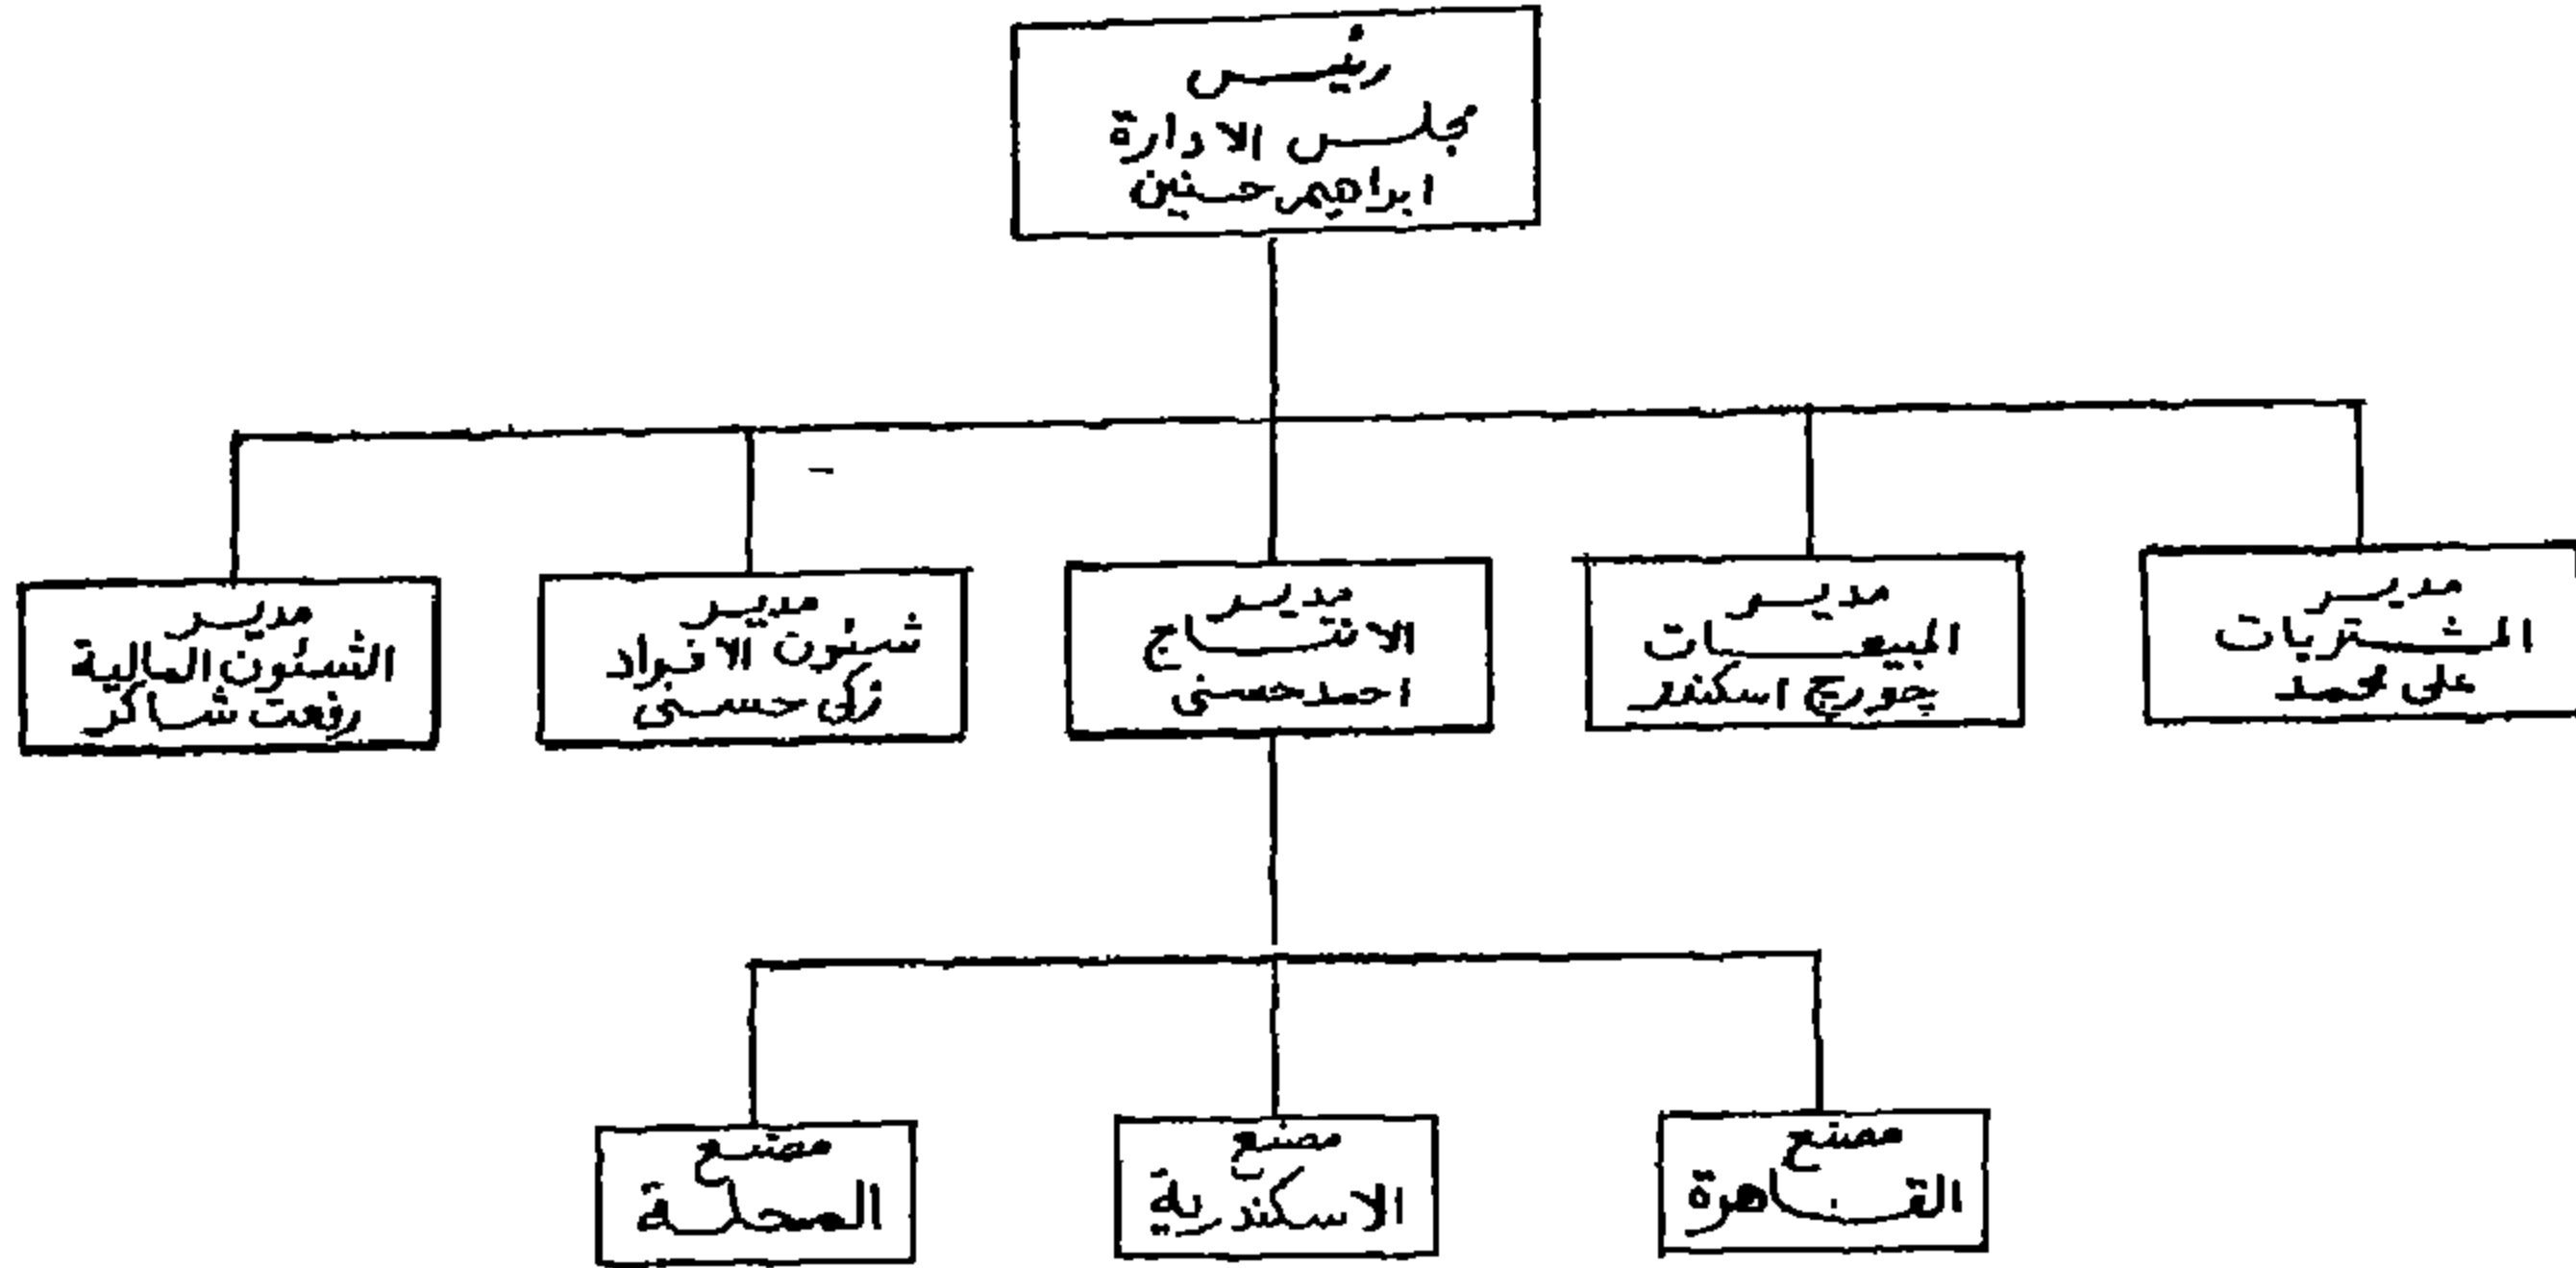 رئيس
مجلس الادارة
ابراهيم حسنين
مدير
المشتريات
على محمد
مدير
المبيعات
جورج اسكندر
مدير
الانتاج
احمد حسنى
مدير
شئون الافراد
زكى حسنى
مدير
الشئون المالية
رفعت شاكر
مصنع
القاهرة
مصنع
الاسكندرية
مصنع
المحلة